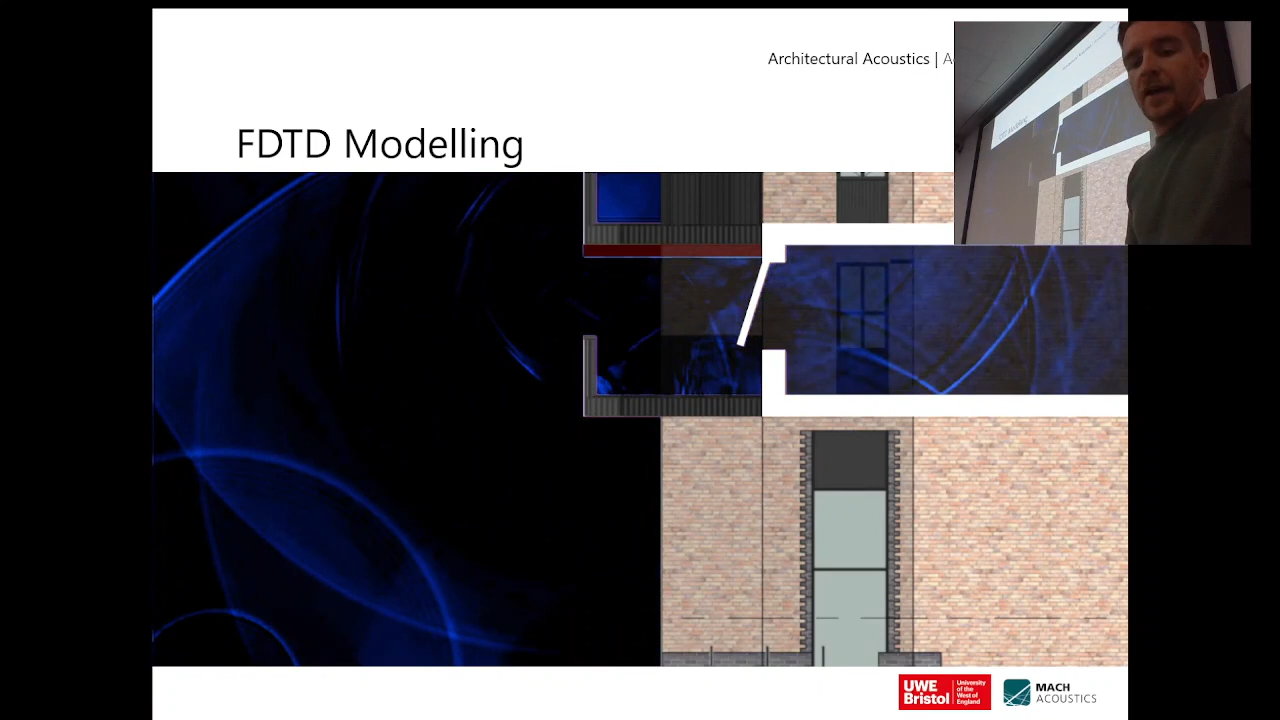 Architectural Acoustics | A
FDTD Modelling
UWE
Bristol
University
of the
West of
England
MACH
ACOUSTICS